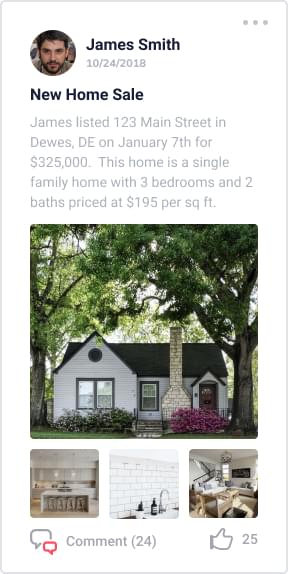 James Smith
10/24/2018
New Home Sale
James listed 123 Main Street in
Dewes, DE on January 7th for
$325,000.  This home is a single
family home with 3 bedrooms and 2
baths priced at $195 per sq ft.
Comment (24)
25